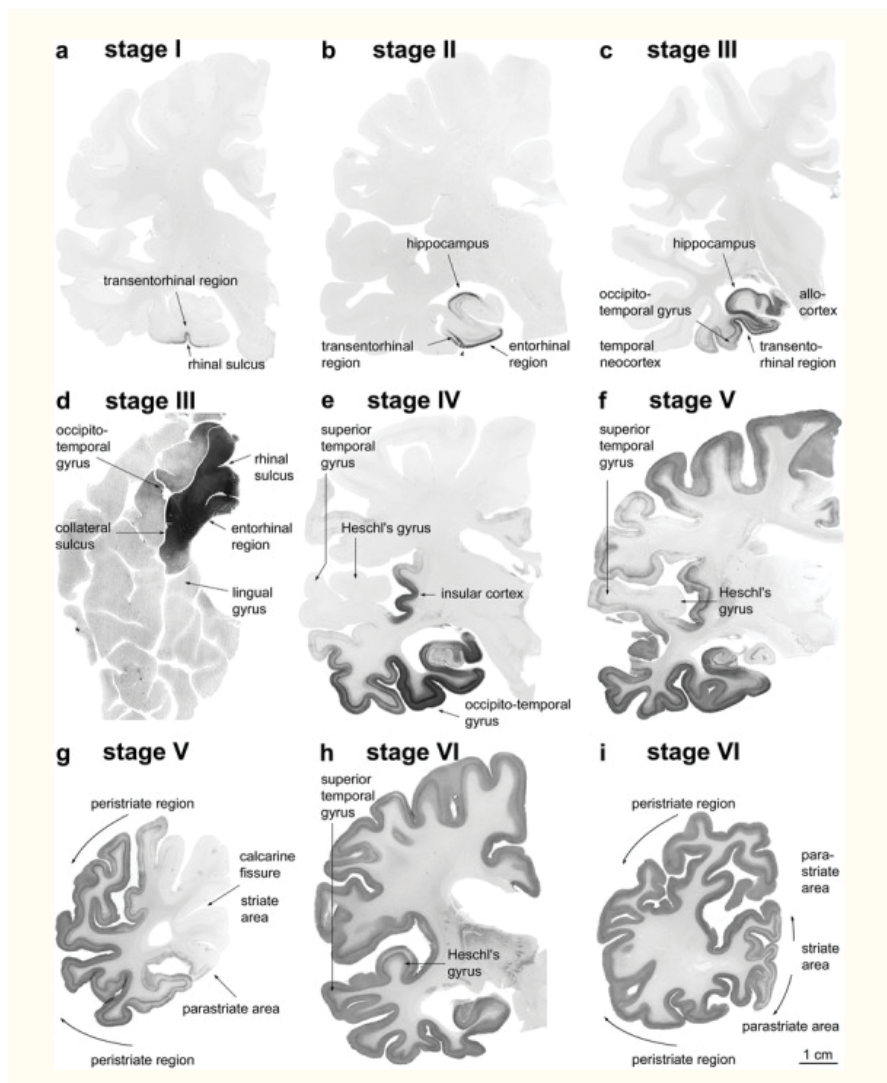 a stage I
transentorhinal region
rhinal sulcus
b stage II
hippocampus
transentorhinal
region
entorhinal
region
c stage III
hippocampus
occipito-
temporal gyrus
allo-
cortex
temporal
neocortex
transento-
rhinal region
d stage III
occipito-
temporal
gyrus
rhinal
sulcus
collateral
sulcus
entorhinal
region
lingual
gyrus
e stage IV
superior
temporal
gyrus
Heschl's gyrus
insular cortex
occipito-temporal
gyrus
f stage V
superior
temporal
gyrus
Heschl's
gyrus
g stage V
peristriate region
calcarine
fissure
striate
area
parastriate area
peristriate region
h stage VI
superior
temporal
gyrus
Heschl's
gyrus
i stage VI
peristriate region
para-
striate
area
striate
area
parastriate area
peristriate region
1 cm